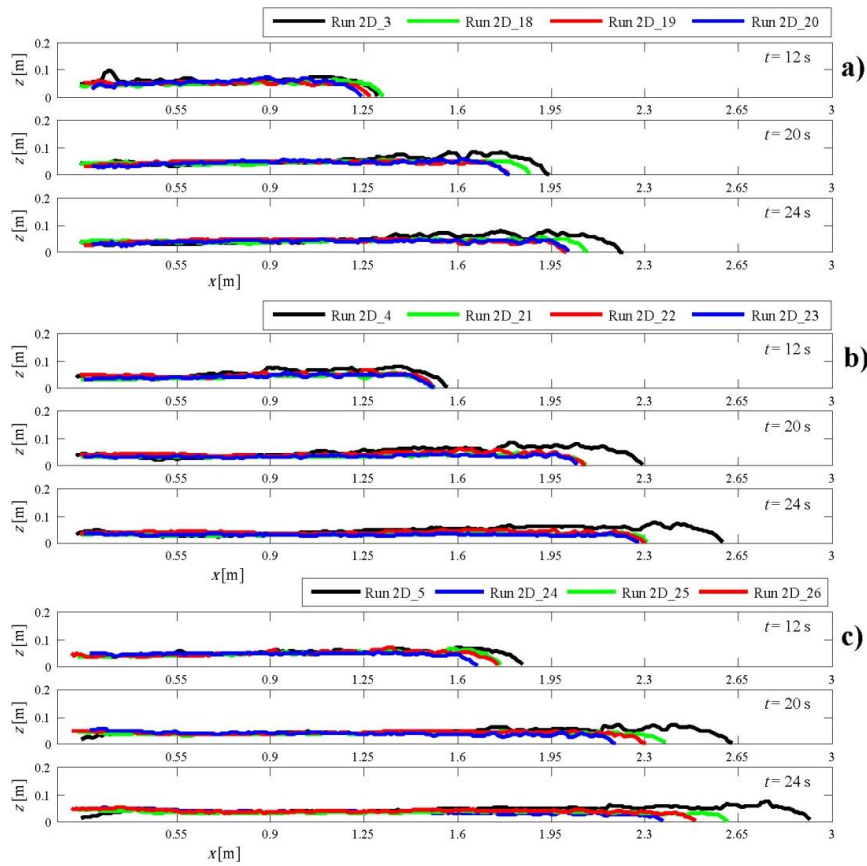 Run 2D_3 Run 2D_18 Run 2D_19 Run 2D_20
a)
0.2
0.1
0
z [m]
t = 12 s
0.55 0.9 1.25 1.6 1.95 2.3 2.65 3
0.2
0.1
0
z [m]
t = 20 s
0.55 0.9 1.25 1.6 1.95 2.3 2.65 3
0.2
0.1
0
z [m]
t = 24 s
0.55 0.9 1.25 1.6 1.95 2.3 2.65 3
x[m]
Run 2D_4 Run 2D_21 Run 2D_22 Run 2D_23
b)
0.2
0.1
0
z [m]
t = 12 s
0.55 0.9 1.25 1.6 1.95 2.3 2.65 3
0.2
0.1
0
z [m]
t = 20 s
0.55 0.9 1.25 1.6 1.95 2.3 2.65 3
0.2
0.1
0
z [m]
t = 24 s
0.55 0.9 1.25 1.6 1.95 2.3 2.65 3
x[m]
Run 2D_5 Run 2D_24 Run 2D_25 Run 2D_26
c)
0.2
0.1
0
z [m]
t = 12 s
0.55 0.9 1.25 1.6 1.95 2.3 2.65 3
0.2
0.1
0
z [m]
t = 20 s
0.55 0.9 1.25 1.6 1.95 2.3 2.65 3
0.2
0.1
0
z [m]
t = 24 s
0.55 0.9 1.25 1.6 1.95 2.3 2.65 3
x[m]